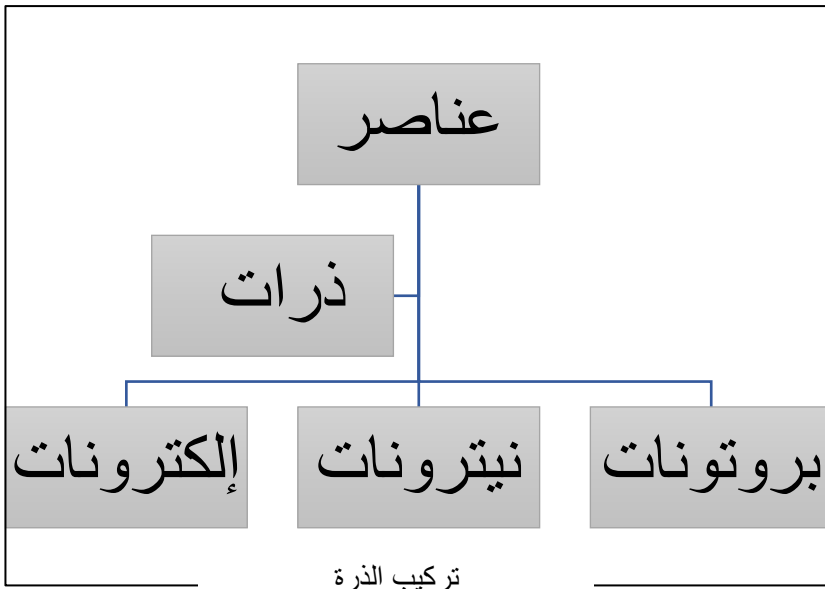 عناصر
ذرات
بروتونات
نيترونات
إلكترونات
تركيب الذرة